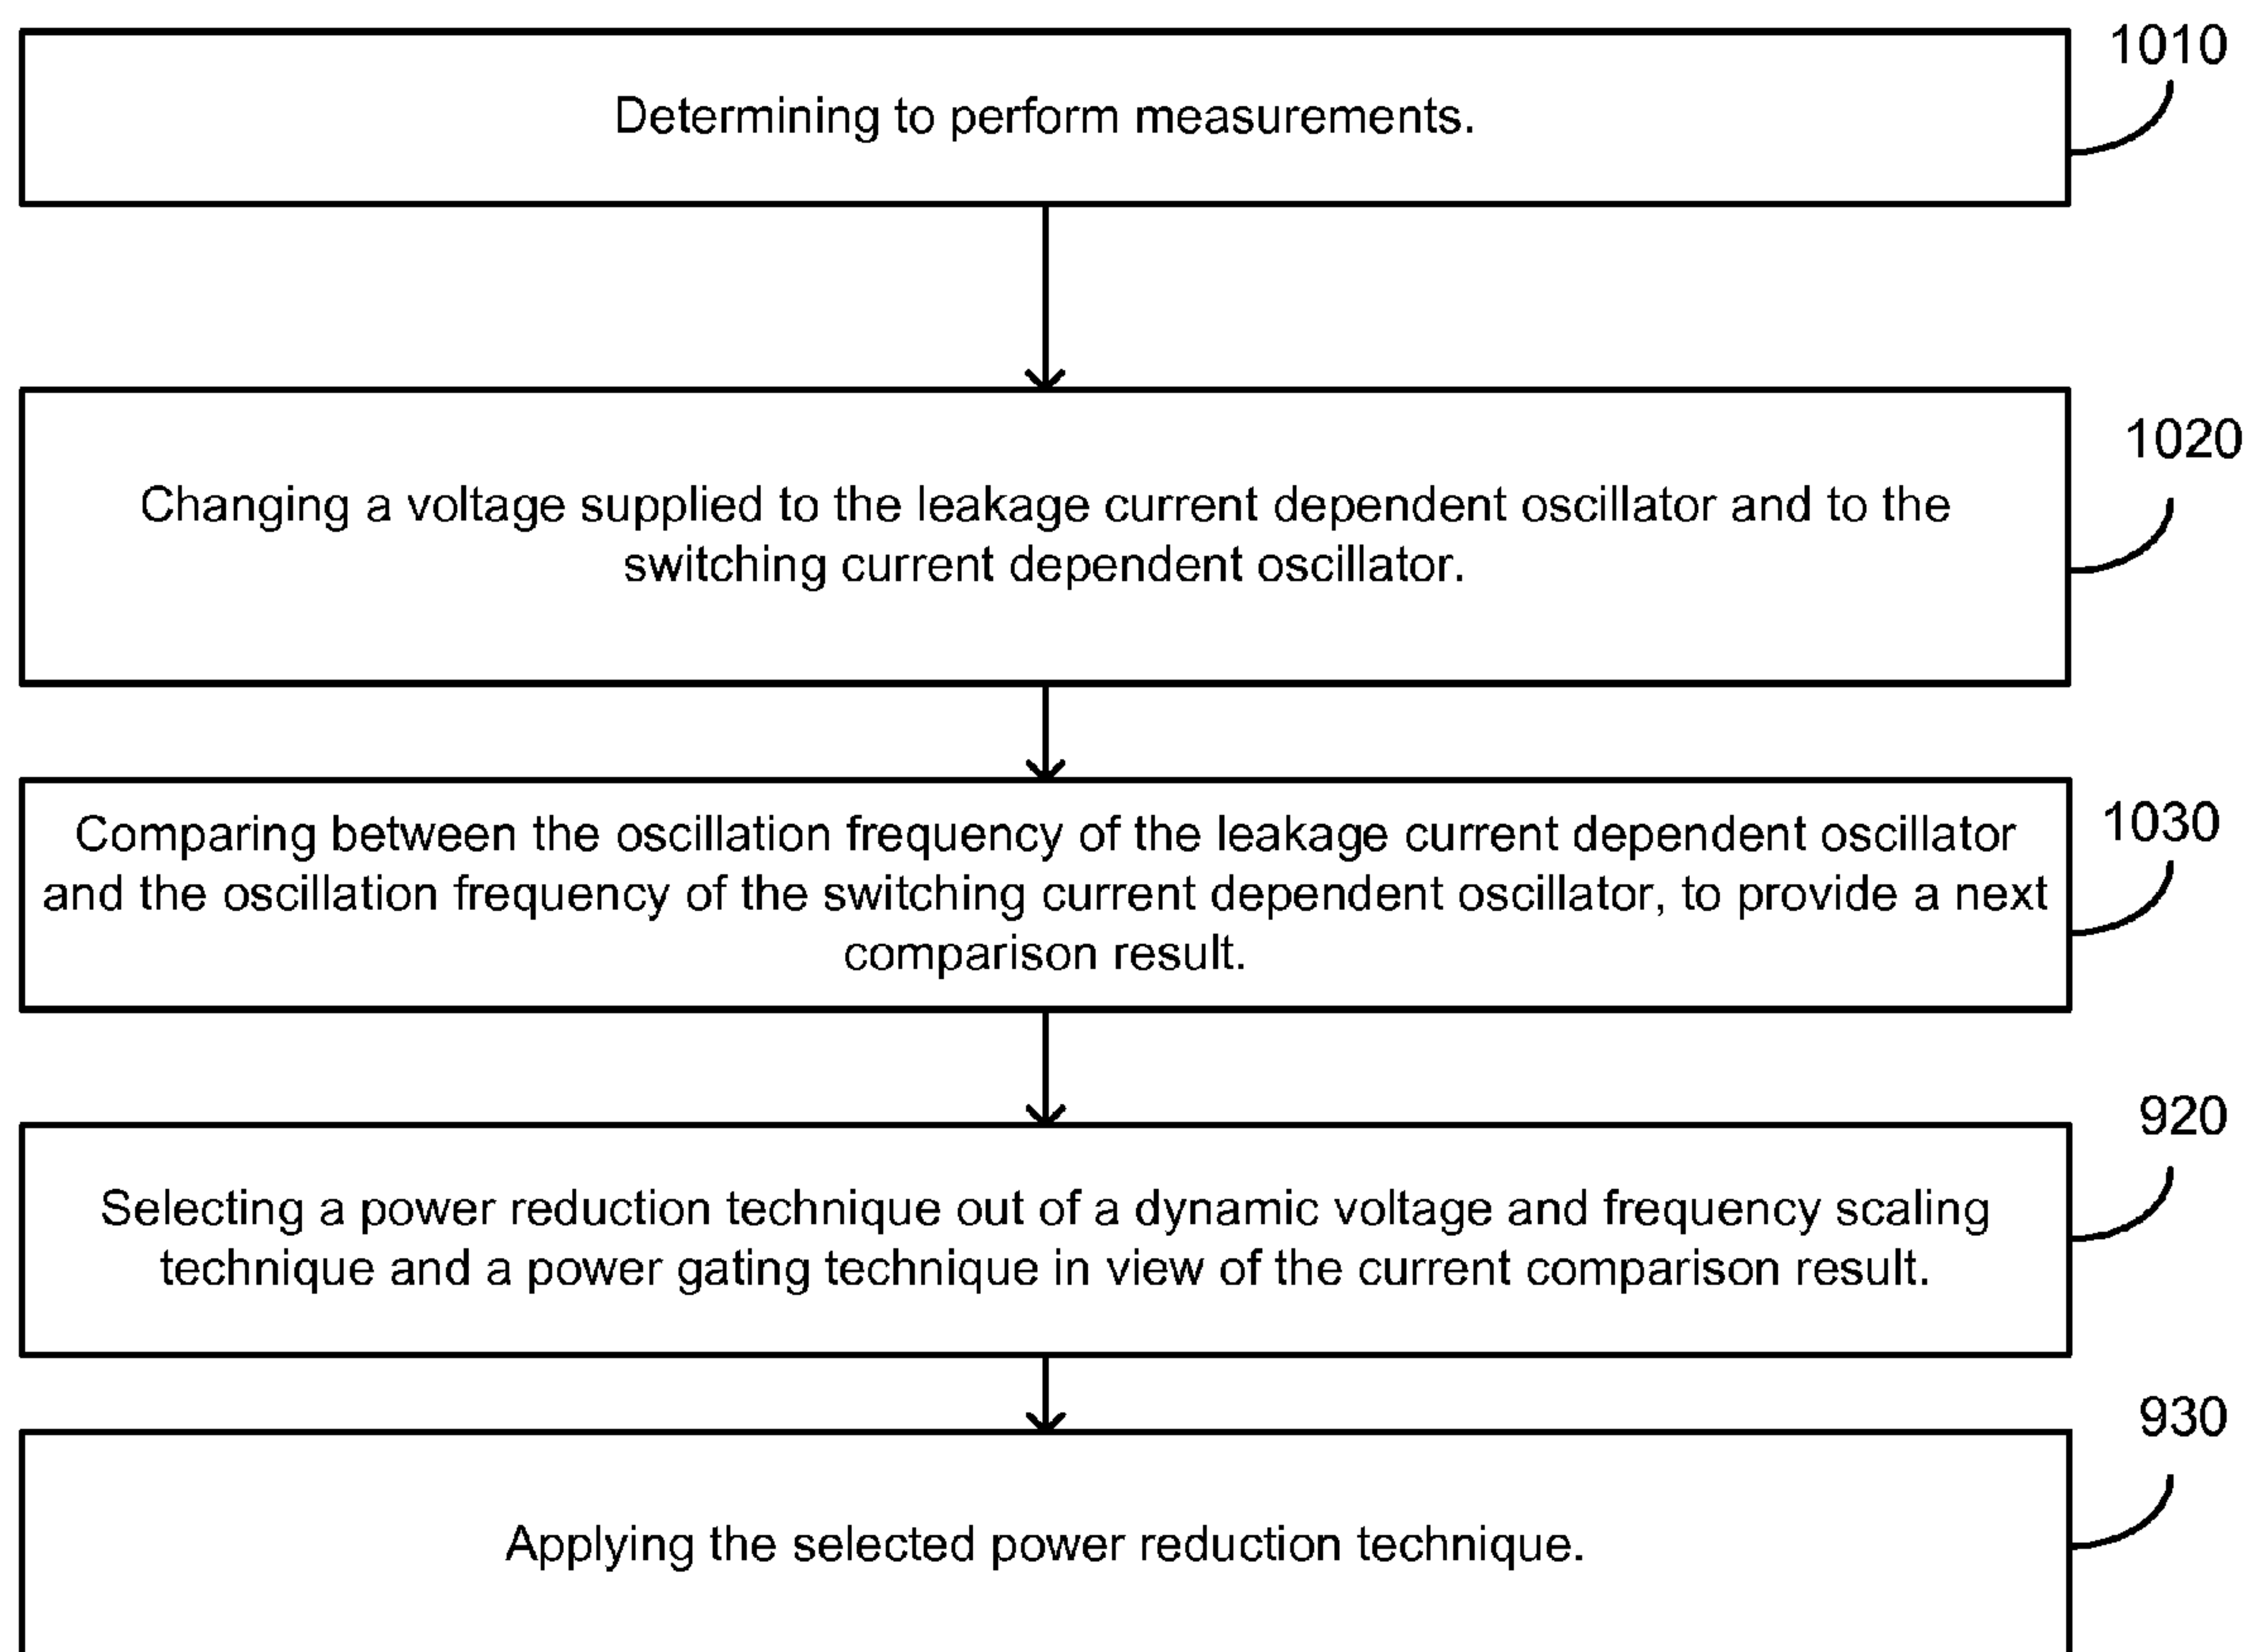 1010
Determining to perform measurements.
1020
Changing a voltage supplied to the leakage current dependent oscillator and to the
switching current dependent oscillator.
1030
Comparing between the oscillation frequency of the leakage current dependent oscillator
and the oscillation frequency of the switching current dependent oscillator, to provide a next
comparison result.
920
Selecting a power reduction technique out of a dynamic voltage and frequency scaling
technique and a power gating technique in view of the current comparison result.
930
Applying the selected power reduction technique.